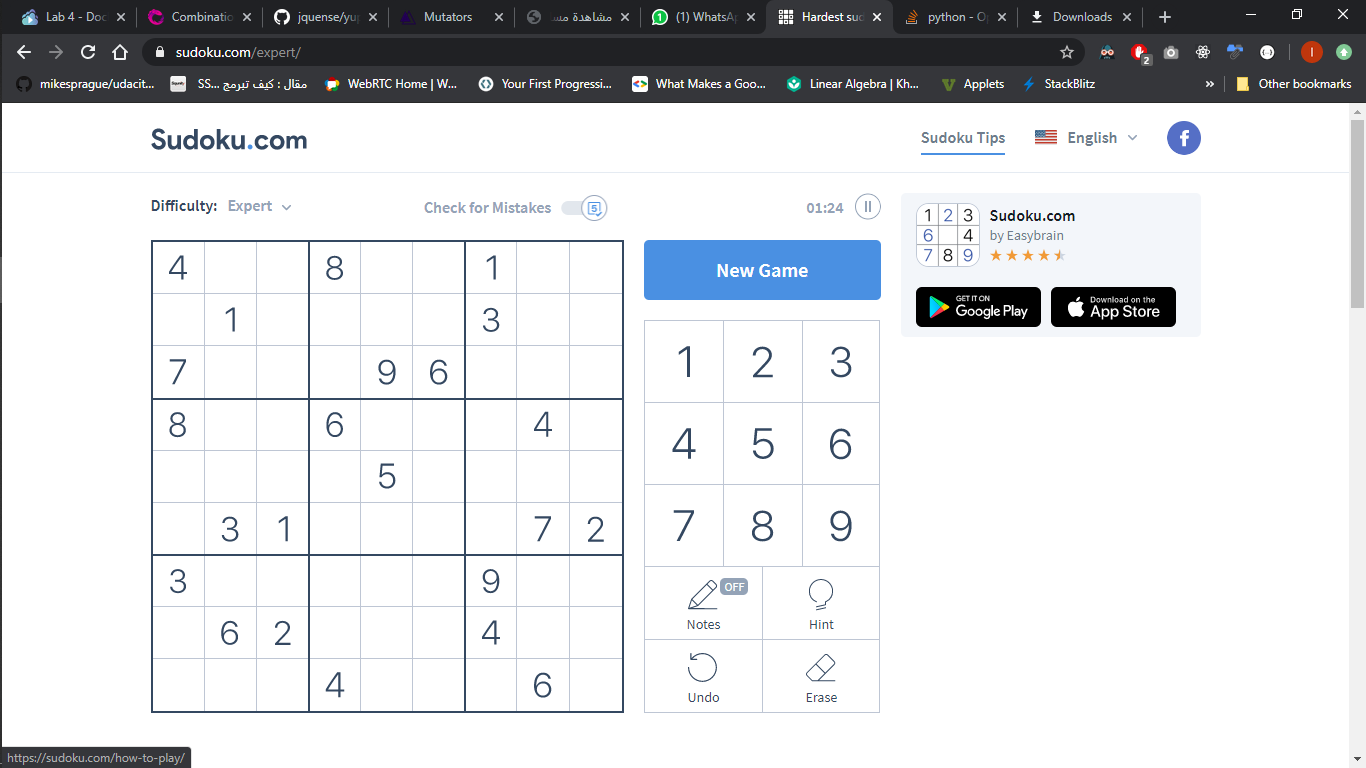 Lab 4 - Doc
Combinatio
jquense/yup
Mutators
مشاهدة مس
(1) WhatsAp
Hardest sud
python - O
Downloads
sudoku.com/expert/
2
I
mikesprague/udacit...
SS... مقال : كيف تبرمج
WebRTC Home | W...
Your First Progressi...
What Makes a Goo...
Linear Algebra | Kh...
Applets
StackBlitz
»
Other bookmarks
Sudoku.com
Sudoku Tips
English
f
Difficulty: Expert
Check for Mistakes
5
01:24
4 8 1
1 3
7 9 6
8 6 4
5
3 1 7 2
3 9
6 2 4
4 6
New Game
1 2 3
4 5 6
7 8 9
OFF
Notes
Hint
Undo
Erase
1 2 3
6 4
7 8 9
Sudoku.com
by Easybrain
GET IT ON
Google Play
Download on the
App Store
https://sudoku.com/how-to-play/